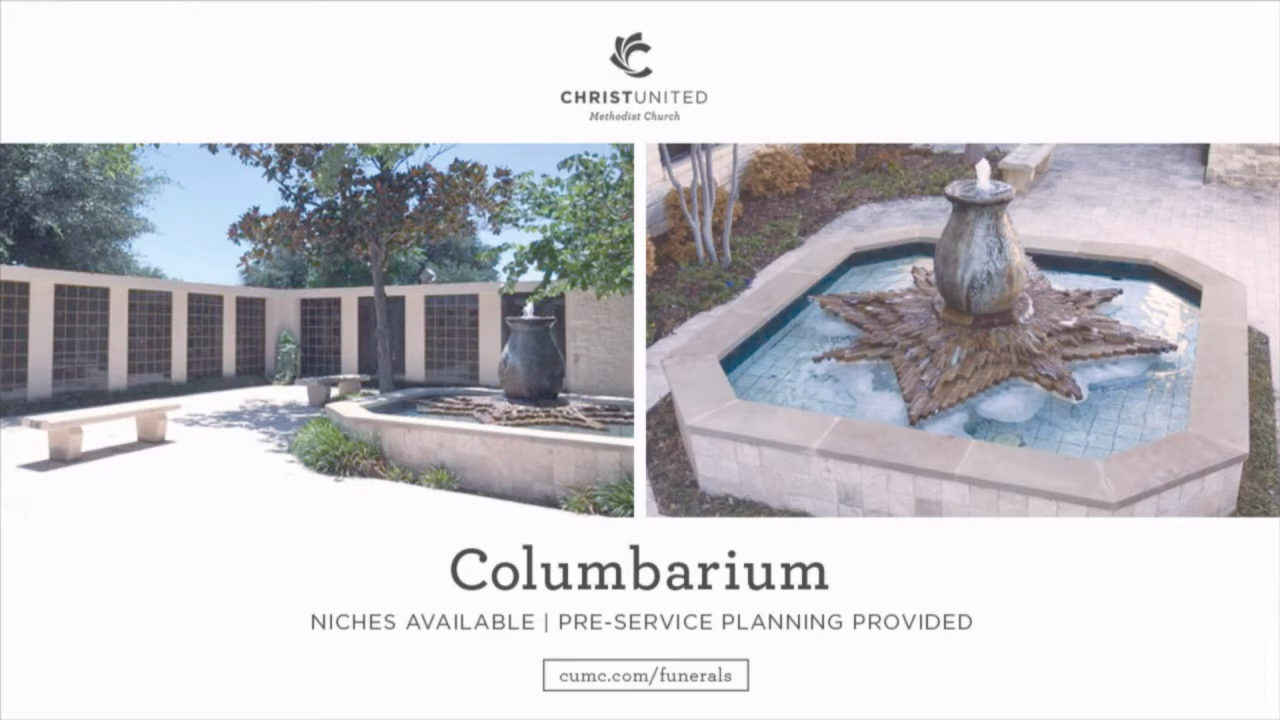 CHRISTUNITED
Methodist Church
Columbarium
NICHES AVAILABLE | PRE-SERVICE PLANNING PROVIDED
cumc.com/funerals